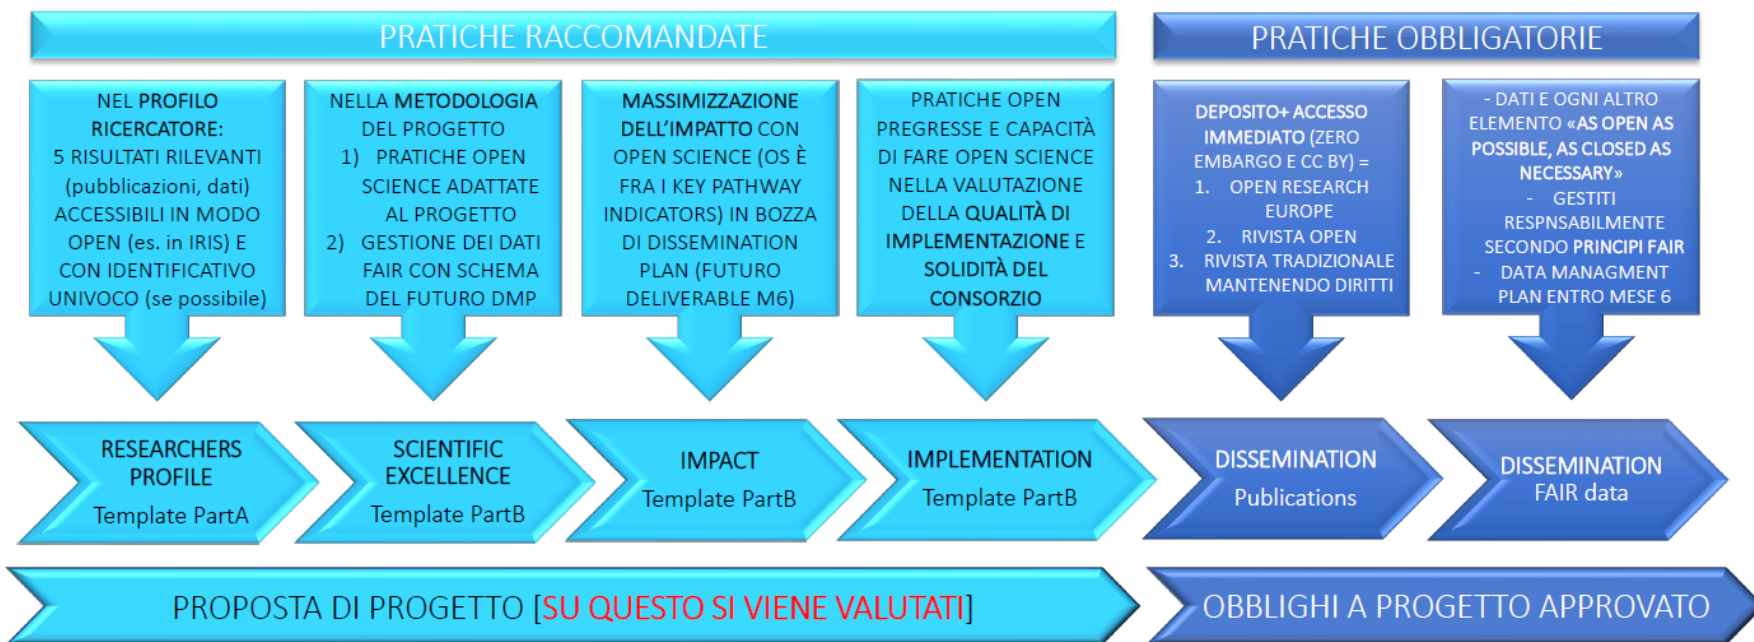 PRATICHE RACCOMANDATE
PRATICHE OBBLIGATORIE
NEL PROFILO
RICERCATORE:
5 RISULTATI RILEVANTI
(pubblicazioni, dati)
ACCESSIBILI IN MODO
OPEN (es. in IRIS) E
CON IDENTIFICATIVO
UNIVOCO (se possibile)
NELLA METODOLOGIA
DEL PROGETTO
1) PRATICHE OPEN
SCIENCE ADATTATE
AL PROGETTO
2) GESTIONE DEI DATI
FAIR CON SCHEMA
DEL FUTURO DMP
MASSIMIZZAZIONE
DELL'IMPATTO CON
OPEN SCIENCE (OS È
FRA I KEY PATHWAY
INDICATORS) IN BOZZA
DI DISSEMINATION
PLAN (FUTURO
DELIVERABLE M6)
PRATICHE OPEN
PREGRESSE E CAPACITÀ
DI FARE OPEN SCIENCE
NELLA VALUTAZIONE
DELLA QUALITÀ DI
IMPLEMENTAZIONE E
SOLIDITÀ DEL
CONSORZIO
DEPOSITO+ ACCESSO
IMMEDIATO (ZERO
EMBARGO E CC BY) =
1. OPEN RESEARCH
EUROPE
2. RIVISTA OPEN
3. RIVISTA TRADIZIONALE
MANTENENDO DIRITTI
- DATI E OGNI ALTRO
ELEMENTO «AS OPEN AS
POSSIBLE, AS CLOSED AS
NECESSARY»
- GESTITI
RESPNSABILMENTE
SECONDO PRINCIPI FAIR
- DATA MANAGMENT
PLAN ENTRO MESE 6
RESEARCHERS
PROFILE
Template PartA
SCIENTIFIC
EXCELLENCE
Template PartB
IMPACT
Template PartB
IMPLEMENTATION
Template PartB
DISSEMINATION
Publications
DISSEMINATION
FAIR data
PROPOSTA DI PROGETTO [SU QUESTO SI VIENE VALUTATI]
OBBLIGHI A PROGETTO APPROVATO